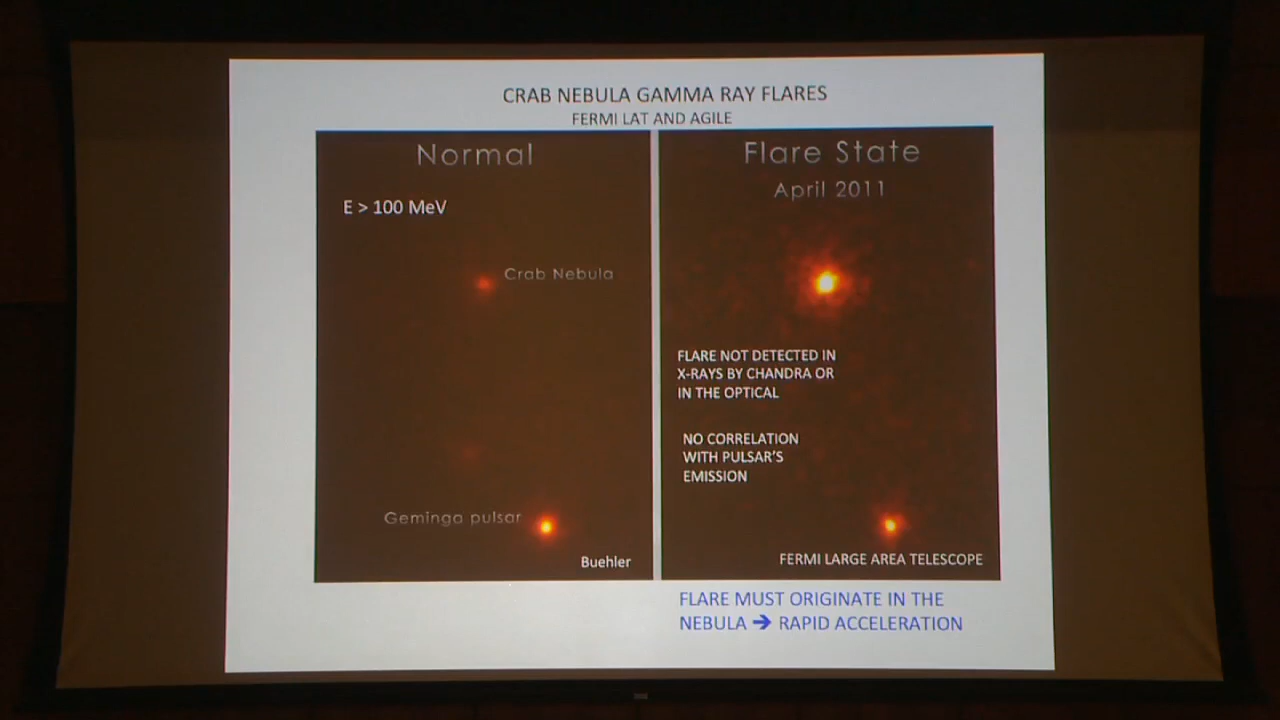 CRAB NEBULA GAMMA RAY FLARES
FERMI LAT AND AGILE
Normal
E > 100 MeV
Crab Nebula
Geminga pulsar
Buehler
Flare State
April 2011
FLARE NOT DETECTED IN
X-RAYS BY CHANDRA OR
IN THE OPTICAL
NO CORRELATION
WITH PULSAR'S
EMISSION
FERMI LARGE AREA TELESCOPE
FLARE MUST ORIGINATE IN THE
NEBULA ➔ RAPID ACCELERATION